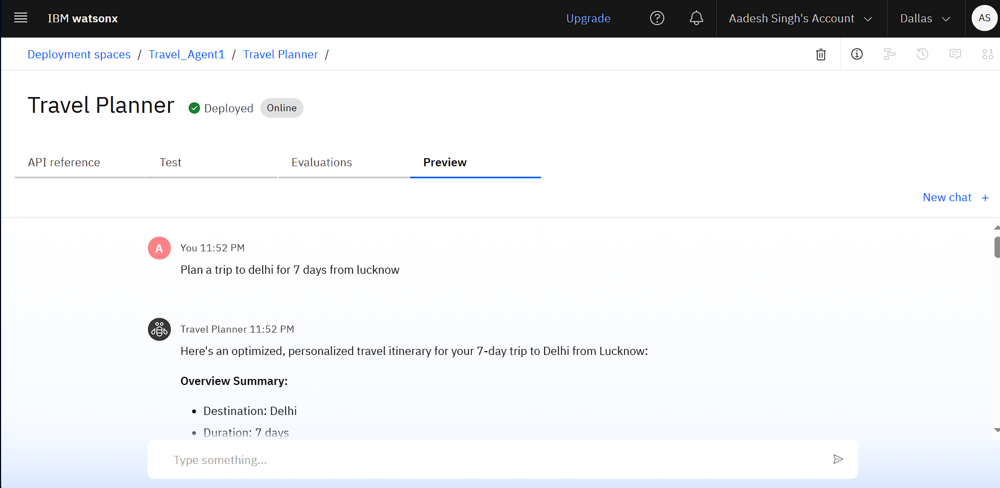 IBM watsonx
Upgrade
Aadesh Singh's Account
Dallas
AS
Deployment spaces / Travel_Agent1 / Travel Planner /
Travel Planner
Deployed
Online
API reference
Test
Evaluations
Preview
New chat +
A
You 11:52 PM
Plan a trip to delhi for 7 days from lucknow
Travel Planner 11:52 PM
Here's an optimized, personalized travel itinerary for your 7-day trip to Delhi from Lucknow:
Overview Summary:
• Destination: Delhi
• Duration: 7 days
Type something...